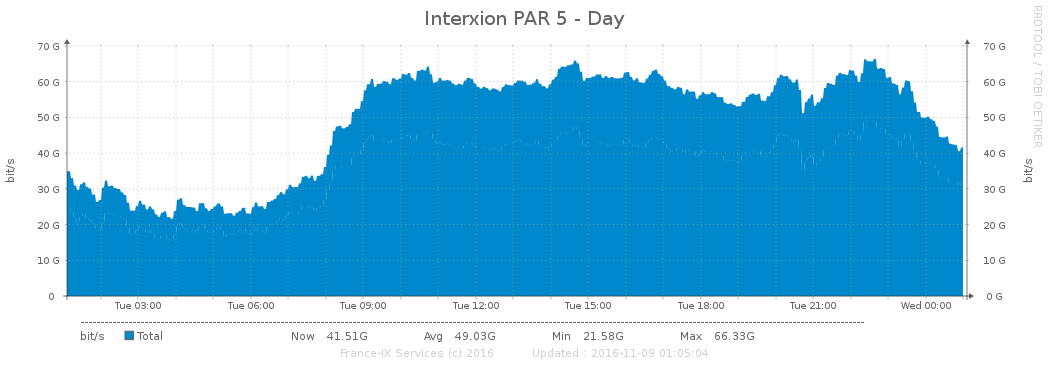 Interxion PAR 5 - Day
RRDTOOL / TOBI OETIKER
bit/s
bit/s
70 G 70 G
60 G 60 G
50 G 50 G
40 G 40 G
30 G 30 G
20 G 20 G
10 G 10 G
0 0 G
Tue 03:00 Tue 06:00 Tue 09:00 Tue 12:00 Tue 15:00 Tue 18:00 Tue 21:00 Wed 00:00
bit/s Total Now 41.51G Avg 49.03G Min 21.58G Max 66.33G
France-IX Services (c) 2016 Updated : 2016-11-09 01:05:04